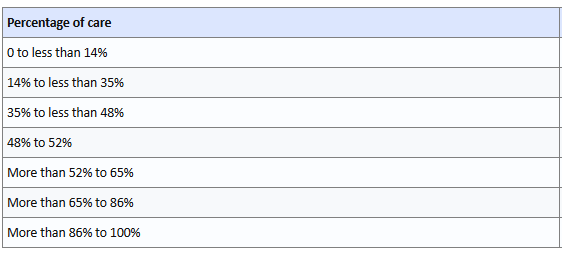 Percentage of care
0 to less than 14%
14% to less than 35%
35% to less than 48%
48% to 52%
More than 52% to 65%
More than 65% to 86%
More than 86% to 100%